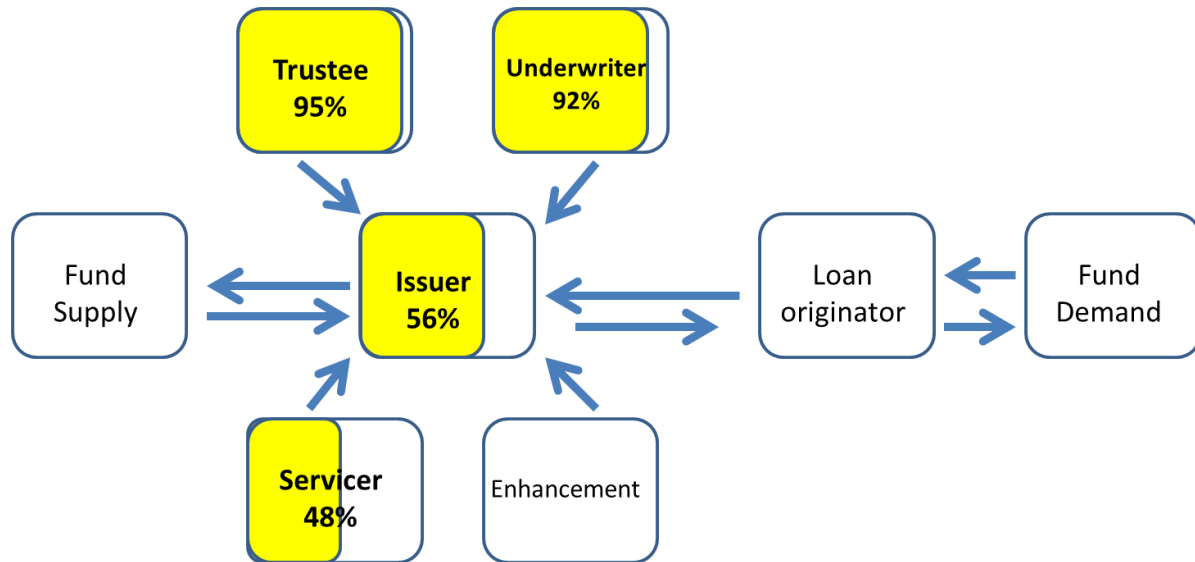 Trustee
95%
Underwriter
92%
Fund
Supply
Issuer
56%
Loan
originator
Fund
Demand
Servicer
48%
Enhancement